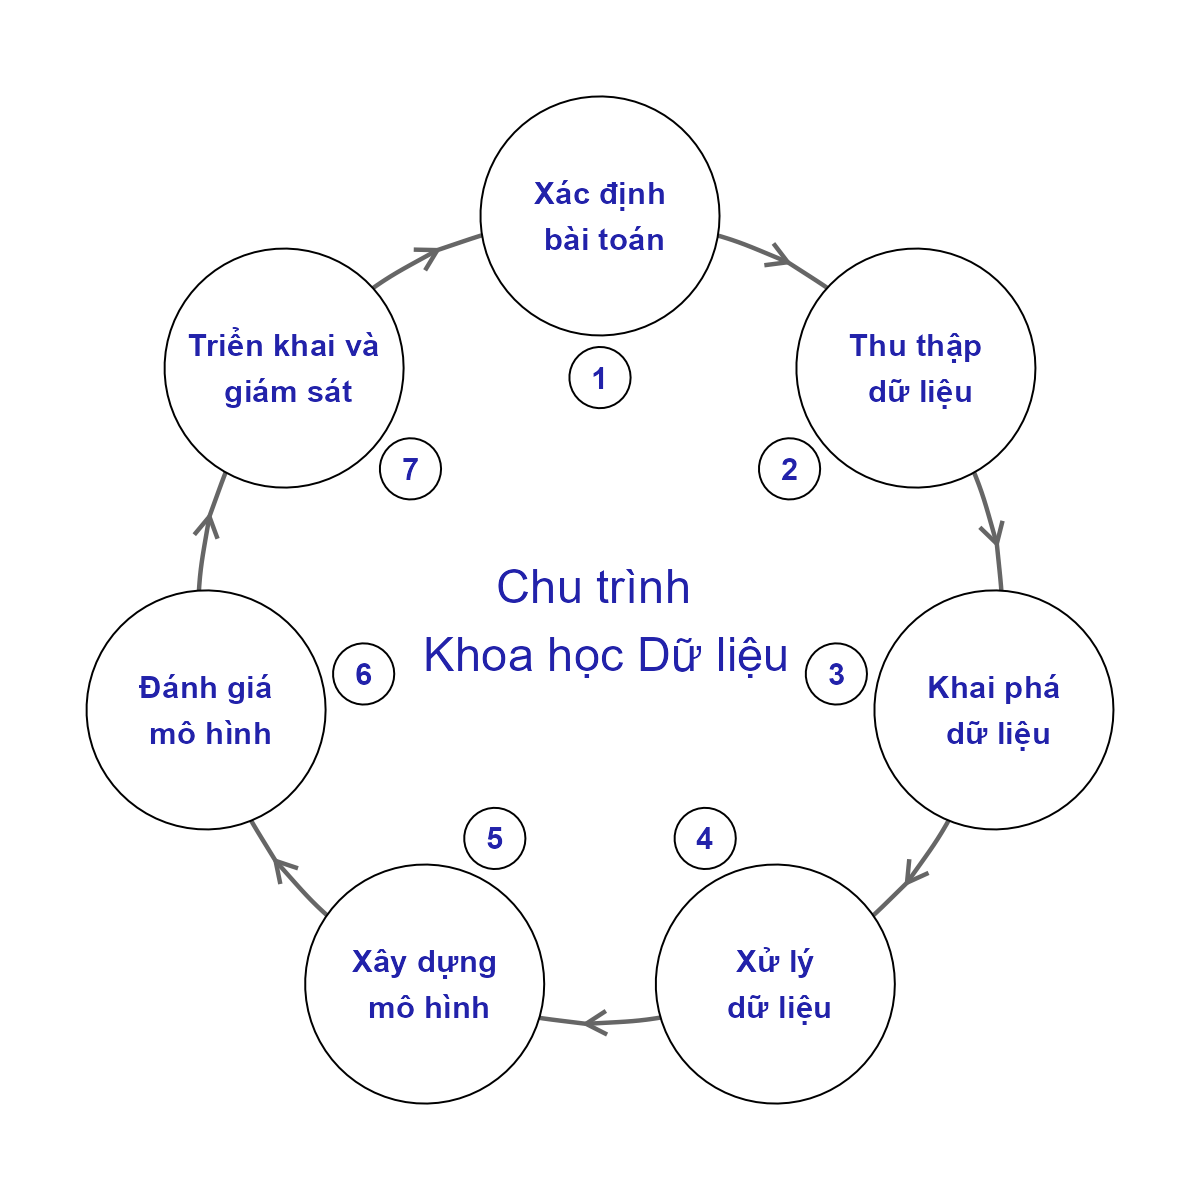 Xác định
bài toán
1
Thu thập
dữ liệu
2
Khai phá
dữ liệu
3
Xử lý
dữ liệu
4
Xây dựng
mô hình
5
Đánh giá
mô hình
6
Triển khai và
giám sát
7
Chu trình
Khoa học Dữ liệu